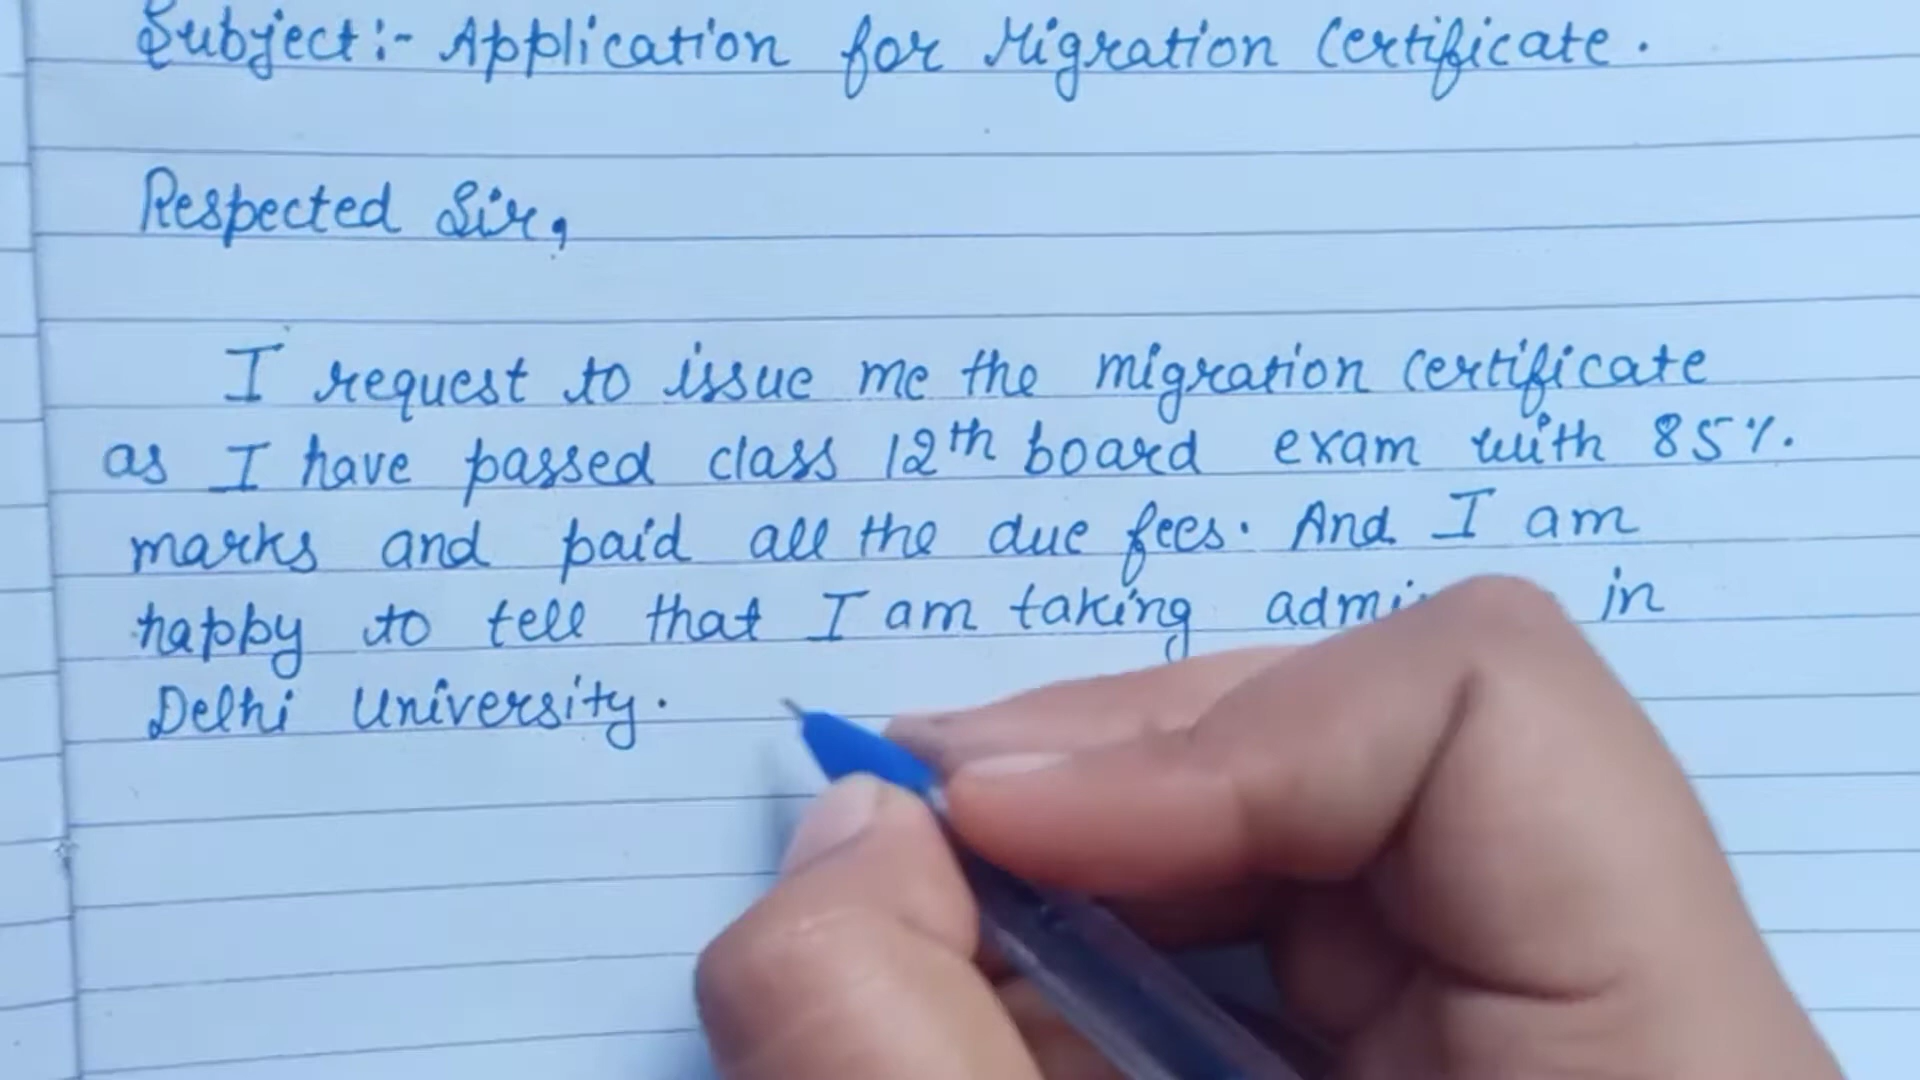 Subject:- Application for Migration Certificate.
Respected Sir,
I request to issue me the migration certificate
as I have passed class 12th board exam with 85%.
marks and paid all the due fees. And I am
happy to tell that I am taking in
Delhi University.